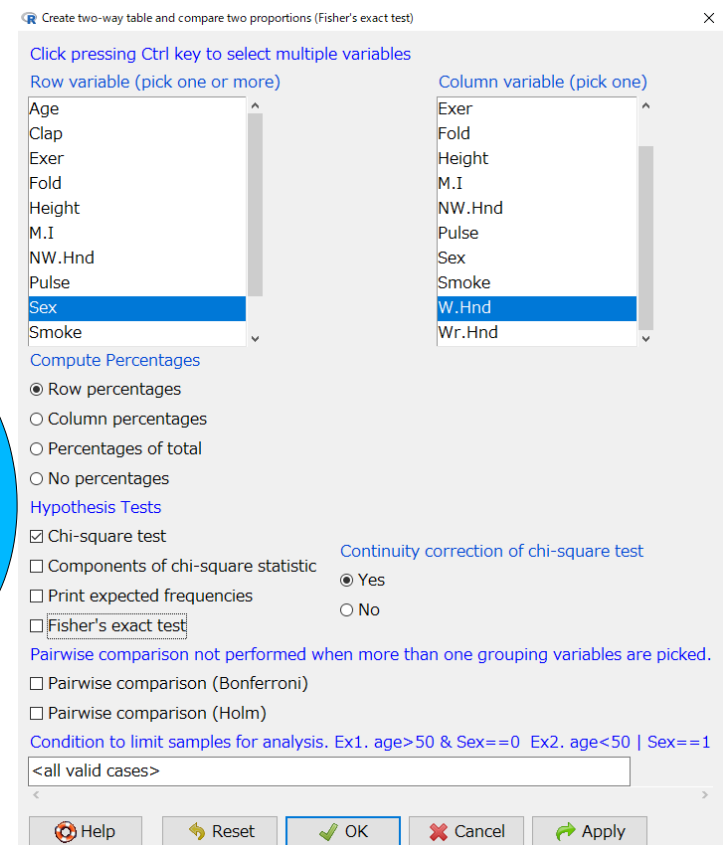 Create two-way table and compare two proportions (Fisher's exact test)
Click pressing Ctrl key to select multiple variables
Row variable (pick one or more)
Age
Clap
Exer
Fold
Height
M.I
NW.Hnd
Pulse
Sex
Smoke
Column variable (pick one)
Exer
Fold
Height
M.I
NW.Hnd
Pulse
Sex
Smoke
W.Hnd
Wr.Hnd
Compute Percentages
Row percentages
Column percentages
Percentages of total
No percentages
Hypothesis Tests
Chi-square test
Components of chi-square statistic
Print expected frequencies
Fisher's exact test
Continuity correction of chi-square test
Yes
No
Pairwise comparison not performed when more than one grouping variables are picked.
Pairwise comparison (Bonferroni)
Pairwise comparison (Holm)
Condition to limit samples for analysis. Ex1. age>50 & Sex==0 Ex2. age<50 | Sex==1
<all valid cases>
Help
Reset
OK
Cancel
Apply